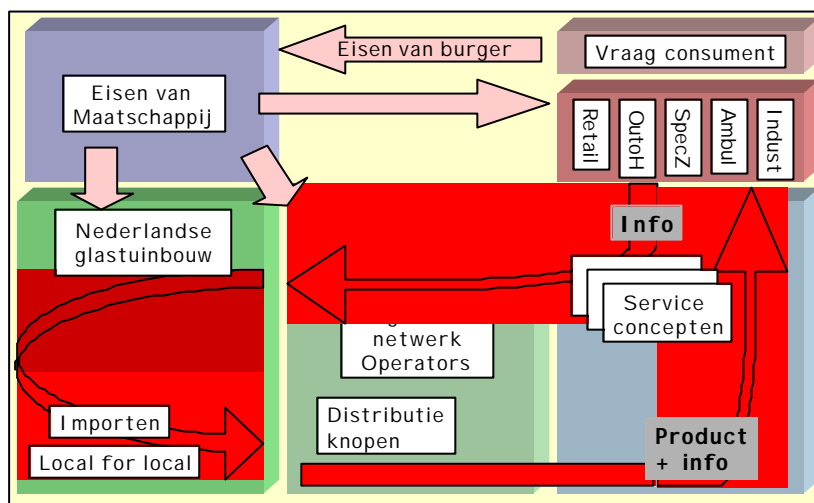 Eisen van burger
Vraag consument
Eisen van
Maatschappij
Retail
OutoH
SpecZ
Ambul
Indust
Nederlandse
glastuinbouw
Info
Service
concepten
netwerk
Operators
Importen
Local for local
Distributie
knopen
Product
+ info